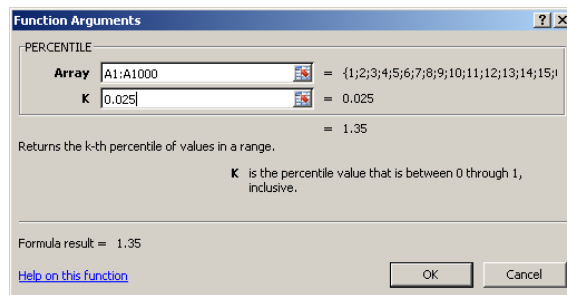 Function Arguments
PERCENTILE
Array A1:A1000 = {1;2;3;4;5;6;7;8;9;10;11;12;13;14;15;
K 0.025 = 0.025
= 1.35
Returns the k-th percentile of values in a range.
K is the percentile value that is between 0 through 1,
inclusive.
Formula result = 1.35
Help on this function OK Cancel